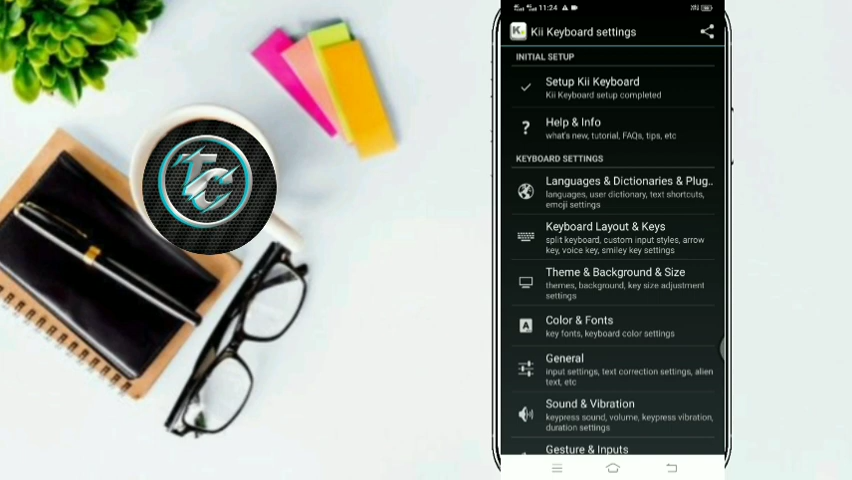 11:24
Kii Keyboard settings
INITIAL SETUP
Setup Kii Keyboard
Kii Keyboard setup completed
Help & Info
what's new, tutorial, FAQs, tips, etc
KEYBOARD SETTINGS
Languages & Dictionaries & Plug..
languages, user dictionary, text shortcuts,
emoji settings
Keyboard Layout & Keys
split keyboard, custom input styles, arrow
key, voice key, smiley key settings
Theme & Background & Size
themes, background, key size adjustment
settings
Color & Fonts
key fonts, keyboard color settings
General
input settings, text correction settings, alien
text, etc
Sound & Vibration
keypress sound, volume, keypress vibration,
duration settings
Gesture & Inputs
TC